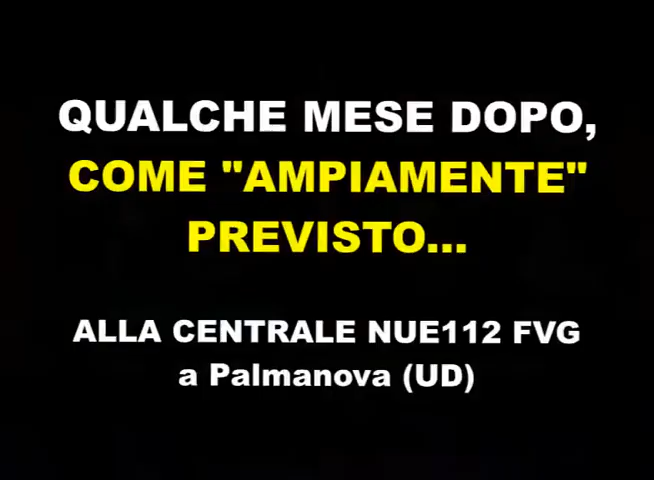 QUALCHE MESE DOPO,
COME "AMPIAMENTE"
PREVISTO...
ALLA CENTRALE NUE112 FVG
a Palmanova (UD)